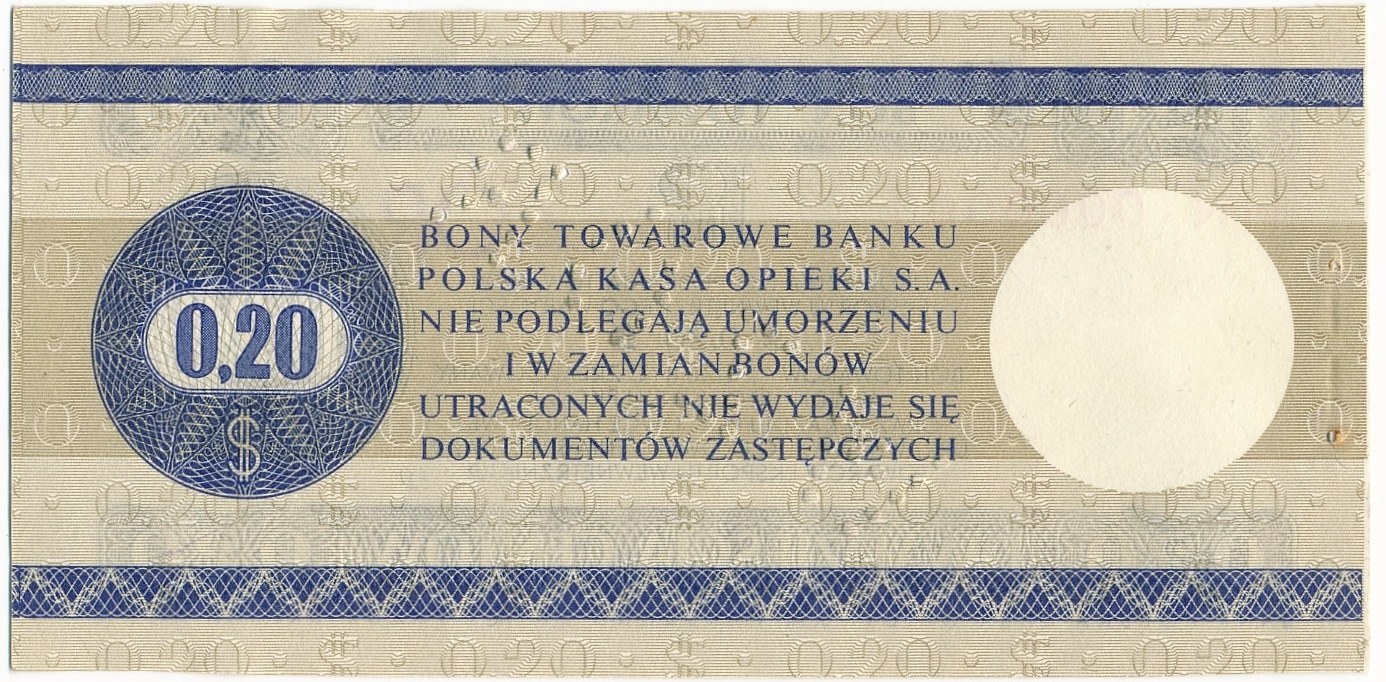 BONY TOWAROWE BANKU
POLSKA KASA OPIEKI S.A.
NIE PODLEGAJĄ UMORZENIU
I W ZAMIAN BONÓW
UTRACONYCH NIE WYDAJE SIĘ
DOKUMENTÓW ZASTĘPCZYCH
0,20
$